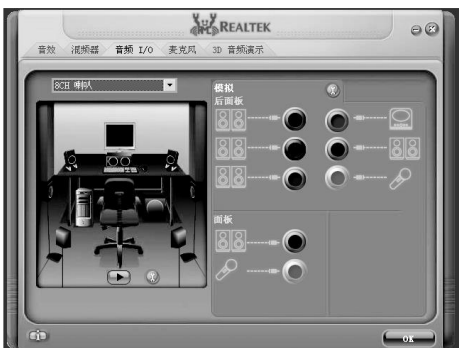 REALTEK
音效 混频器 音频 I/O 麦克风 3D 音频演示
8CH 喇叭
模拟
后面板
面板
OK